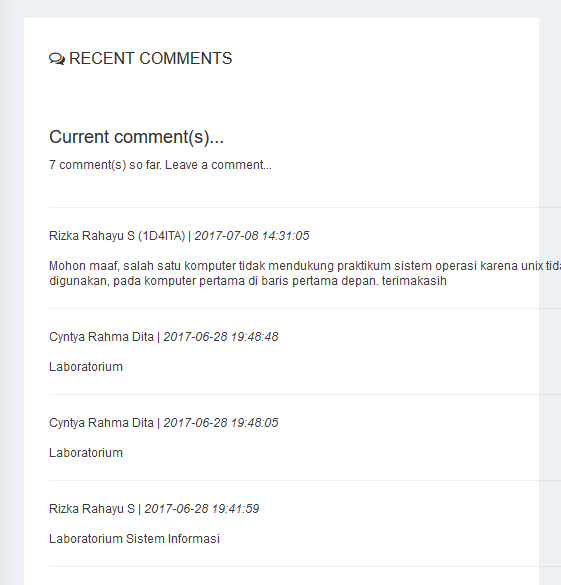 RECENT COMMENTS
Current comment(s)...
7 comment(s) so far. Leave a comment...
Rizka Rahayu S (1D4ITA) | 2017-07-08 14:31:05
Mohon maaf, salah satu komputer tidak mendukung praktikum sistem operasi karena unix
digunakan, pada komputer pertama di baris pertama depan. terimakasih
Cyntya Rahma Dita | 2017-06-28 19:48:48
Laboratorium
Cyntya Rahma Dita | 2017-06-28 19:48:05
Laboratorium
Rizka Rahayu S | 2017-06-28 19:41:59
Laboratorium Sistem Informasi